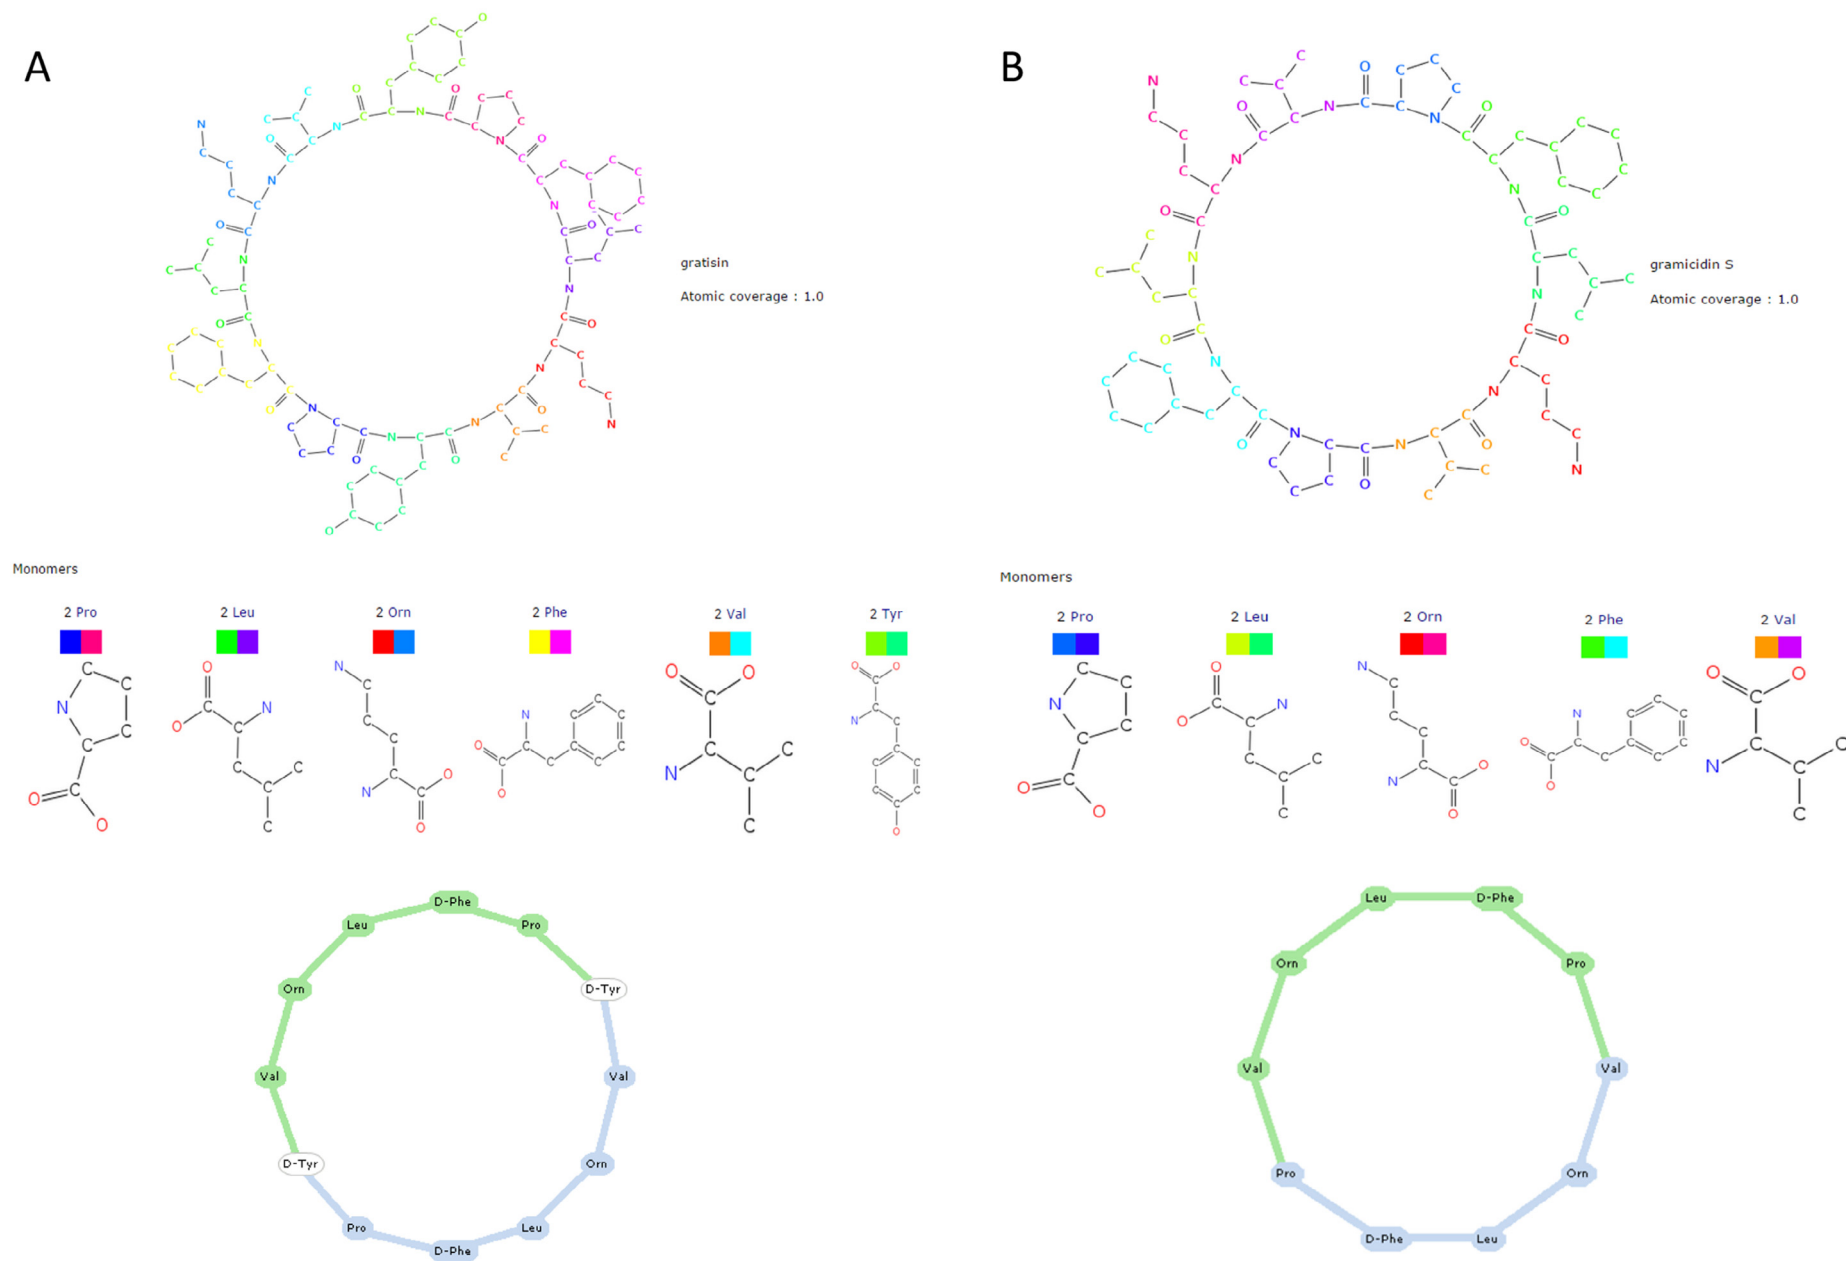 A
gratisin
Atomic coverage : 1.0
Monomers
2 Pro
2 Leu
2 Orn
2 Phe
2 Val
2 Tyr
D-Phe
Leu
Pro
Orn
D-Tyr
Val
Val
D-Tyr
Orn
Pro
Leu
D-Phe
B
gramicidin S
Atomic coverage : 1.0
Monomers
2 Pro
2 Leu
2 Orn
2 Phe
2 Val
Leu
D-Phe
Orn
Pro
Val
Val
Pro
Orn
D-Phe
Leu